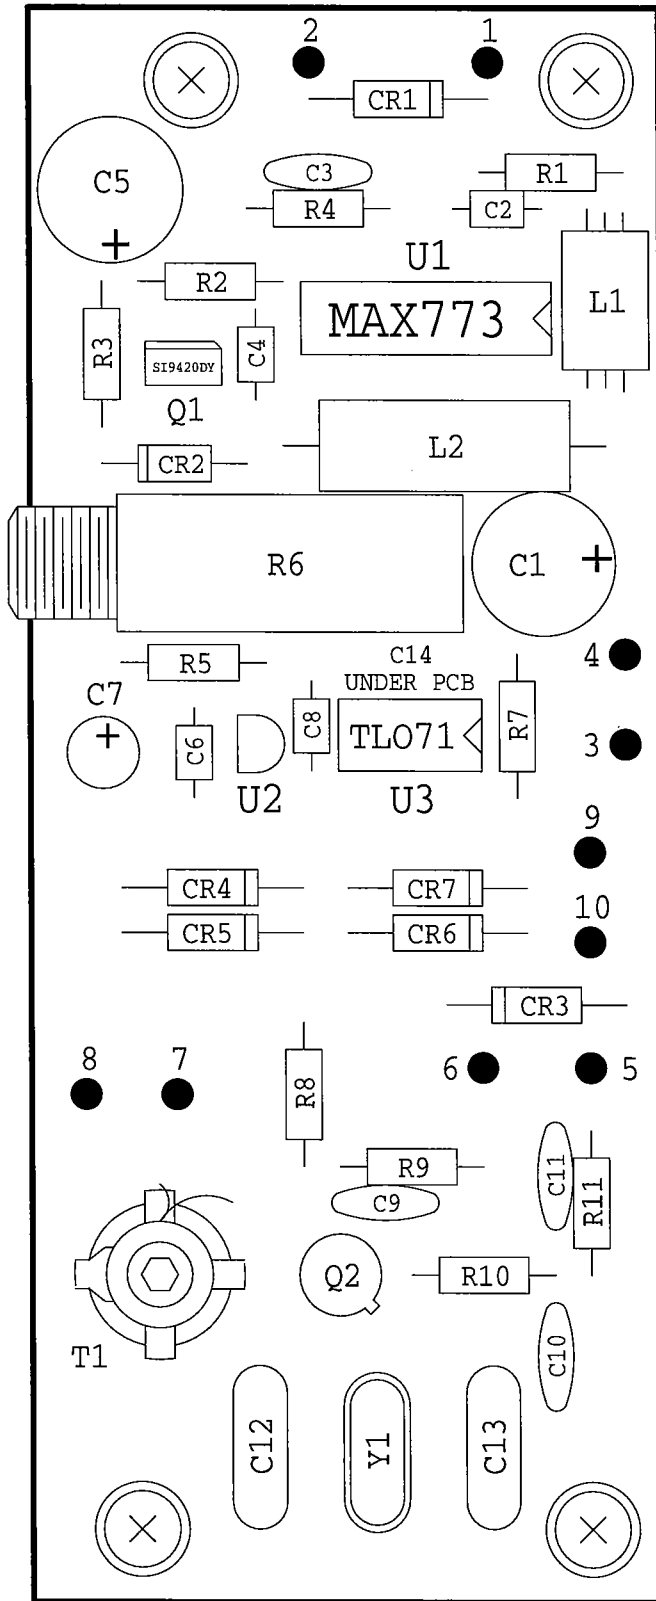 2
1
CR1
C5
+
C3
R1
R4
C2
U1
R2
MAX773
L1
R3
SI9420DY
C4
Q1
L2
CR2
R6
C1
+
R5
C14
UNDER PCB
4
C7
+
C6
U2
C8
TLO71
U3
R7
3
9
CR4
CR7
10
CR5
CR6
CR3
8
7
6
5
R8
R9
C9
C11
R11
Q2
R10
T1
C10
C12
Y1
C13